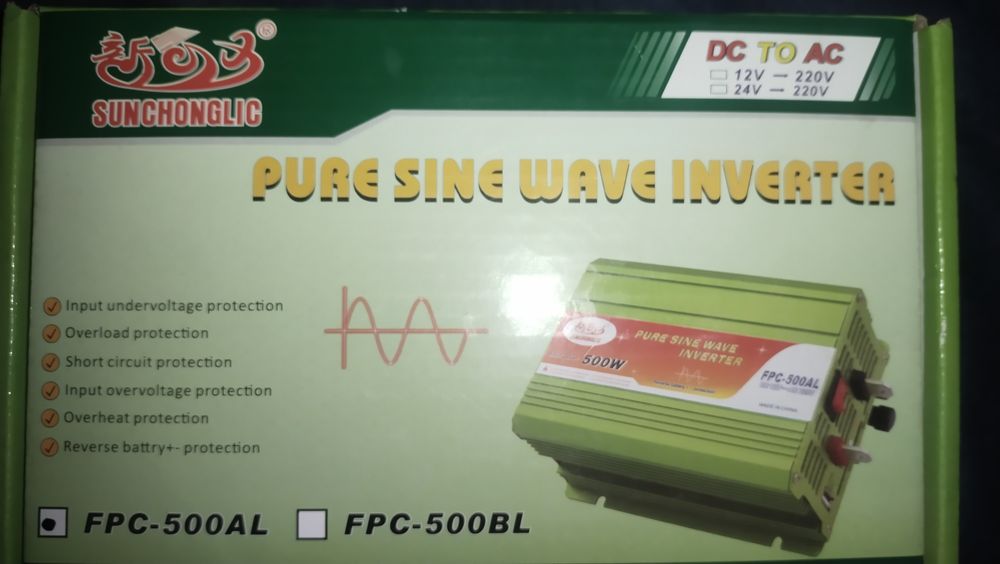 ®
SUNCHONGLIC
DC TO AC
12V → 220V
24V → 220V
PURE SINE WAVE INVERTER
Input undervoltage protection
Overload protection
Short circuit protection
Input overvoltage protection
Overheat protection
Reverse battry+- protection
PURE SINE WAVE
INVERTER
500W
FPC-500AL
MADE IN CHINA
FPC-500AL
FPC-500BL